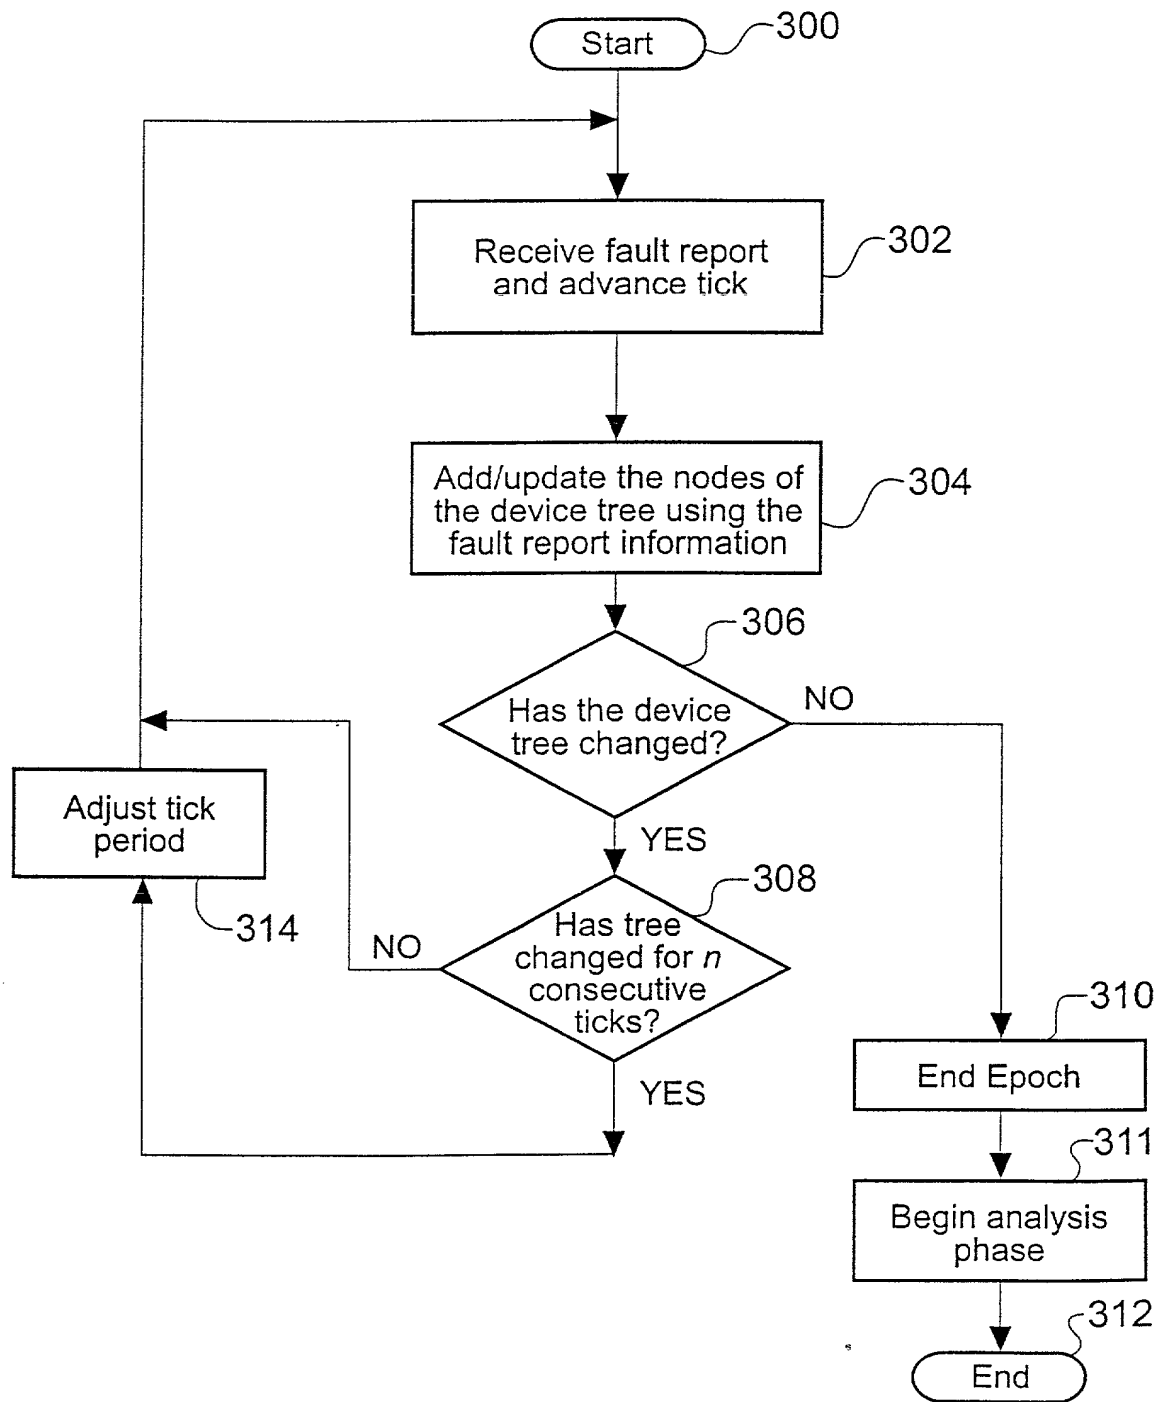 Start
300
Receive fault report
and advance tick
302
Add/update the nodes of
the device tree using the
fault report information
304
306
Has the device
tree changed?
NO
YES
Adjust tick
period
314
308
Has tree
changed for n
consecutive
ticks?
NO
YES
310
End Epoch
311
Begin analysis
phase
312
End